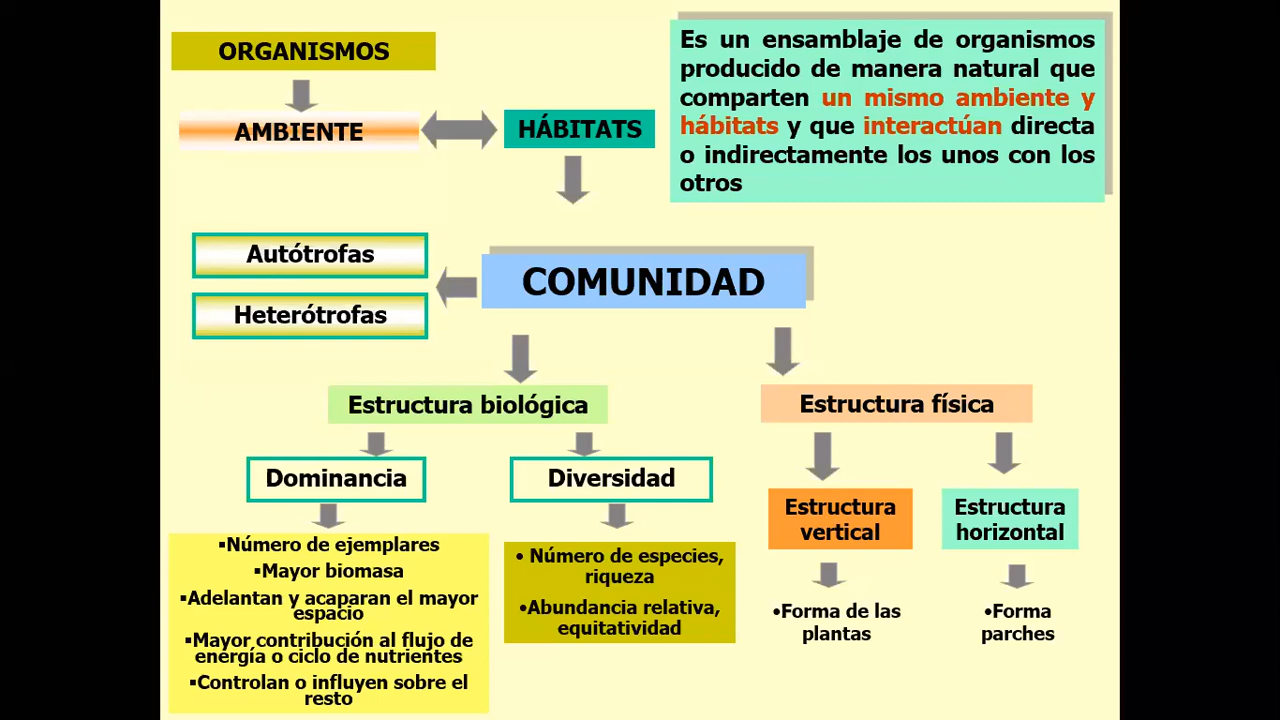 ORGANISMOS
Es un ensamblaje de organismos
producido de manera natural que
comparten un mismo ambiente y
hábitats y que interactúan directa
o indirectamente los unos con los
otros
AMBIENTE
HÁBITATS
Autótrofas
Heterótrofas
COMUNIDAD
Estructura biológica
Estructura física
Dominancia
Diversidad
▪Número de ejemplares
▪Mayor biomasa
▪Adelantan y acaparan el mayor
espacio
▪Mayor contribución al flujo de
energía o ciclo de nutrientes
▪Controlan o influyen sobre el
resto
• Número de especies,
riqueza
•Abundancia relativa,
equitatividad
Estructura
vertical
Estructura
horizontal
•Forma de las
plantas
•Forma
parches